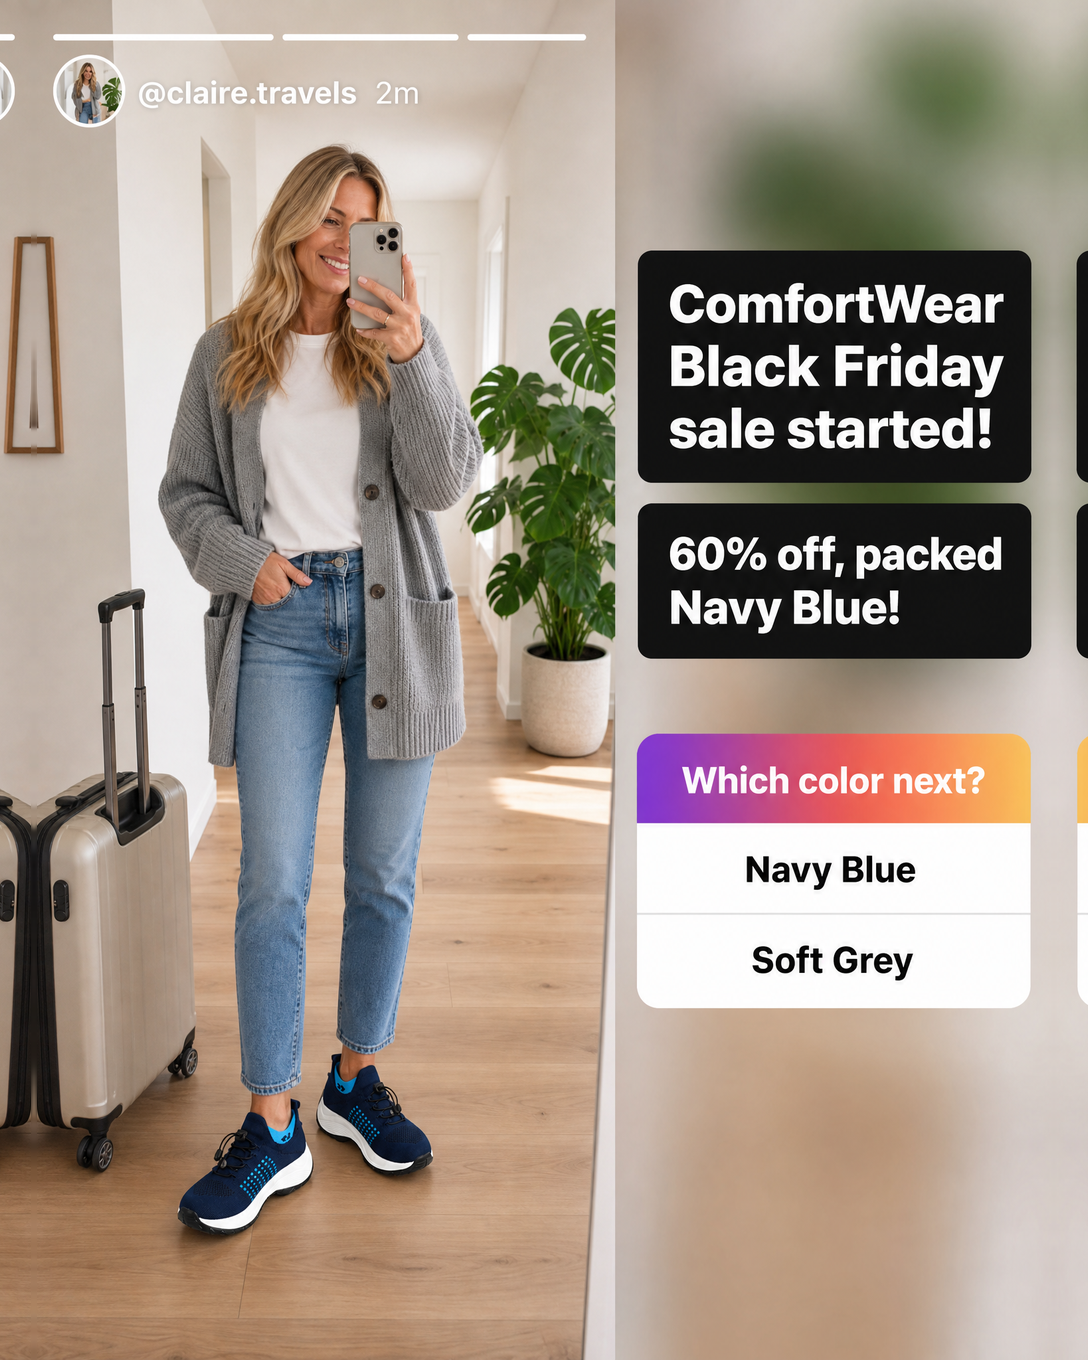 @claire.travels 2m
ComfortWear
Black Friday
sale started!
60% off, packed
Navy Blue!
Which color next?
Navy Blue
Soft Grey